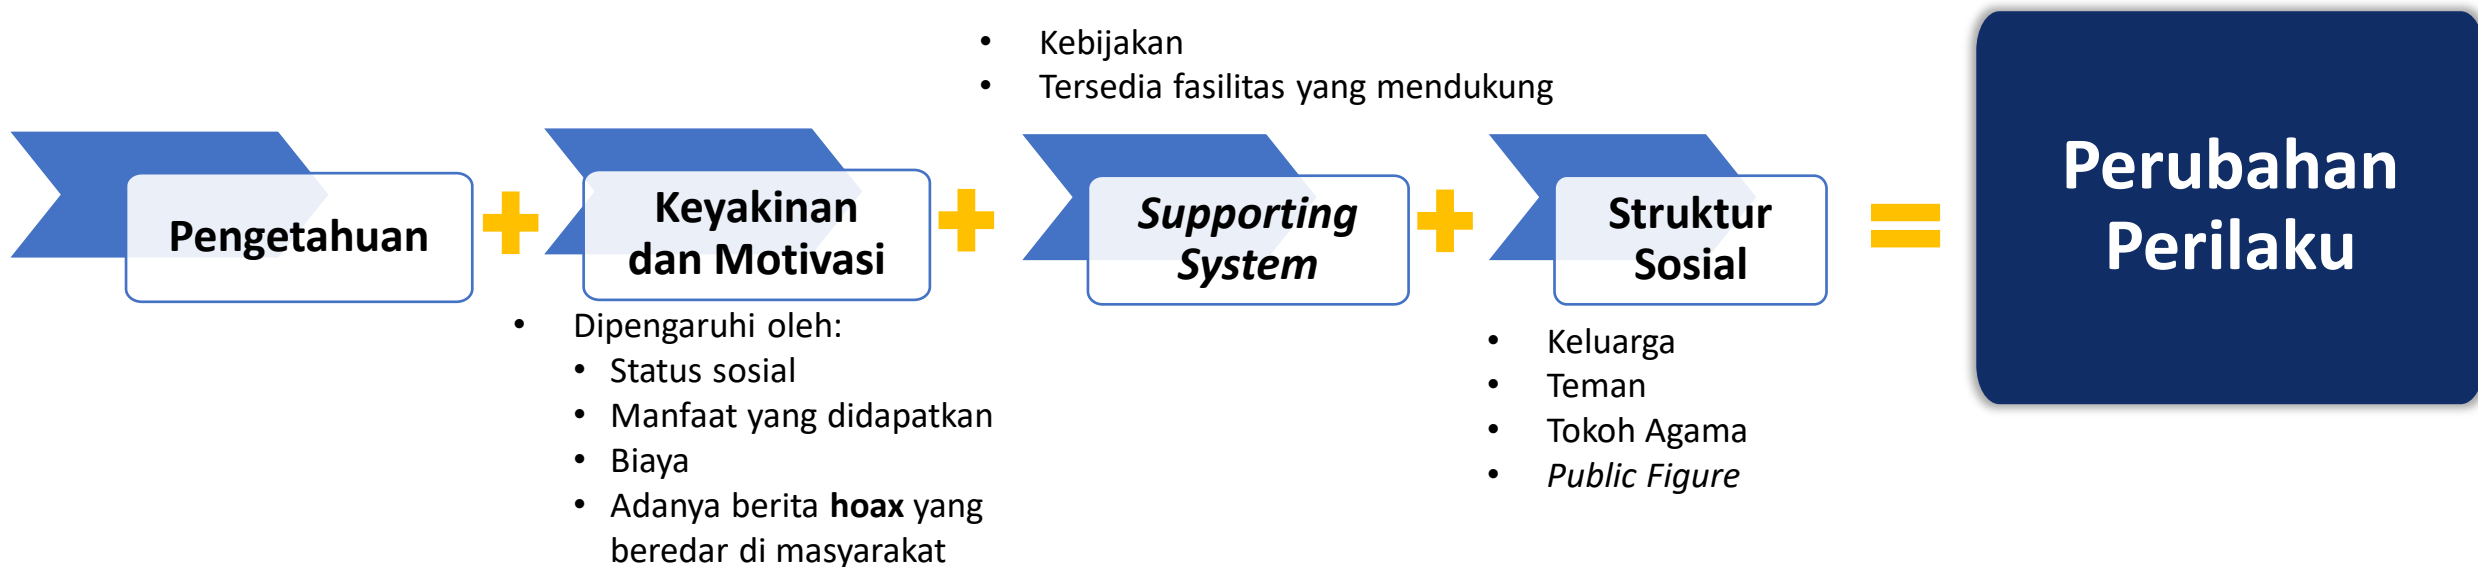 • Kebijakan
• Tersedia fasilitas yang mendukung
Pengetahuan
+
Keyakinan
dan Motivasi
+
Supporting
System
+
Struktur
Sosial
=
Perubahan
Perilaku
• Dipengaruhi oleh:
• Status sosial
• Manfaat yang didapatkan
• Biaya
• Adanya berita hoax yang
beredar di masyarakat
• Keluarga
• Teman
• Tokoh Agama
• Public Figure